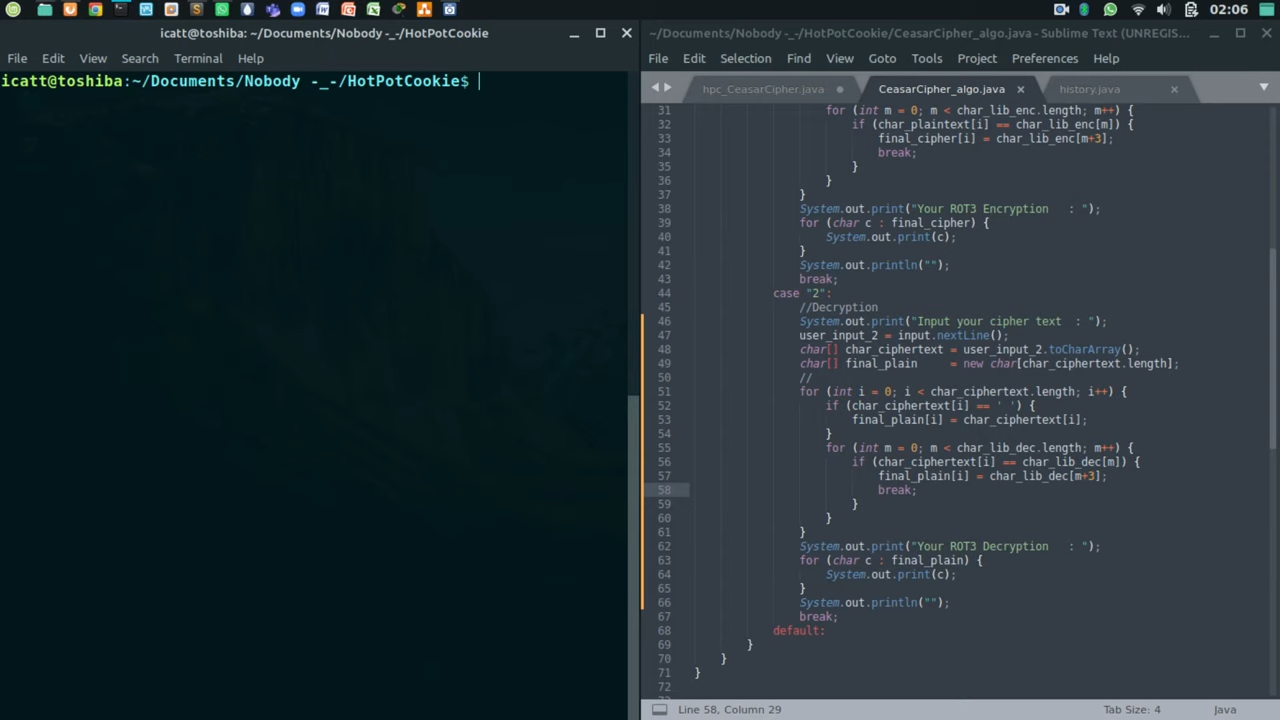 02:06
icatt@toshiba: ~/Documents/Nobody -_-/HotPotCookie
File Edit View Search Terminal Help
icatt@toshiba:~/Documents/Nobody -_-/HotPotCookie$
~/Documents/Nobody -_-/HotPotCookie/CeasarCipher_algo.java - Sublime Text (UNREGIS...
File Edit Selection Find View Goto Tools Project Preferences Help
hpc_CeasarCipher.java CeasarCipher_algo.java history.java
31 for (int m = 0; m < char_lib_enc.length; m++) {
32 if (char_plaintext[i] == char_lib_enc[m]) {
33 final_cipher[i] = char_lib_enc[m+3];
34 break;
35 }
36 }
37 }
38 System.out.print("Your ROT3 Encryption   : ");
39 for (char c : final_cipher) {
40 System.out.print(c);
41 }
42 System.out.println("");
43 break;
44 case "2":
45 //Decryption
46 System.out.print("Input your cipher text  : ");
47 user_input_2 = input.nextLine();
48 char[] char_ciphertext = user_input_2.toCharArray();
49 char[] final_plain     = new char[char_ciphertext.length];
50 //
51 for (int i = 0; i < char_ciphertext.length; i++) {
52 if (char_ciphertext[i] == ' ') {
53 final_plain[i] = char_ciphertext[i];
54 }
55 for (int m = 0; m < char_lib_dec.length; m++) {
56 if (char_ciphertext[i] == char_lib_dec[m]) {
57 final_plain[i] = char_lib_dec[m+3];
58 break;
59 }
60 }
61 }
62 System.out.print("Your ROT3 Decryption   : ");
63 for (char c : final_plain) {
64 System.out.print(c);
65 }
66 System.out.println("");
67 break;
68 default:
69 }
70 }
71 }
72
Line 58, Column 29 Tab Size: 4 Java